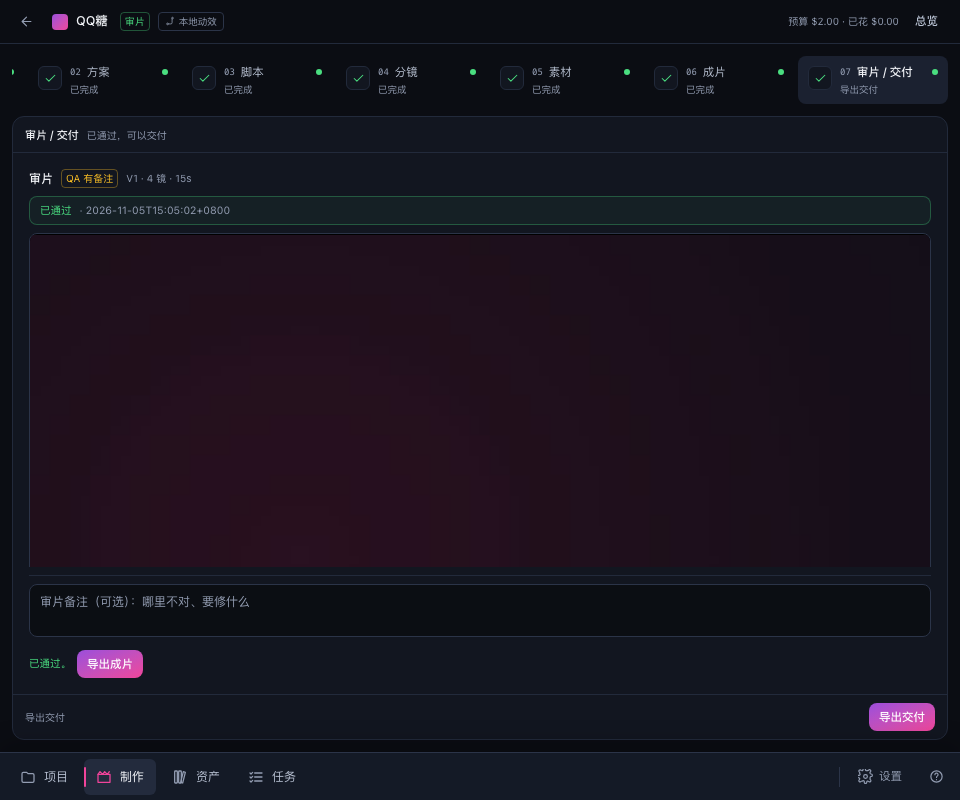 QQ糖 审片 本地动效 预算 $2.00 · 已花 $0.00 总览
02 方案 03 脚本 04 分镜 05 素材 06 成片 07 审片 / 交付
已完成 已完成 已完成 已完成 已完成 导出交付
审片 / 交付 已通过，可以交付
审片 QA 有备注 V1 · 4 镜 · 15s
已通过 · 2026-11-05T15:05:02+0800
审片备注（可选）：哪里不对、要修什么
已通过。 导出成片
导出交付 导出交付
项目 制作 资产 任务 设置